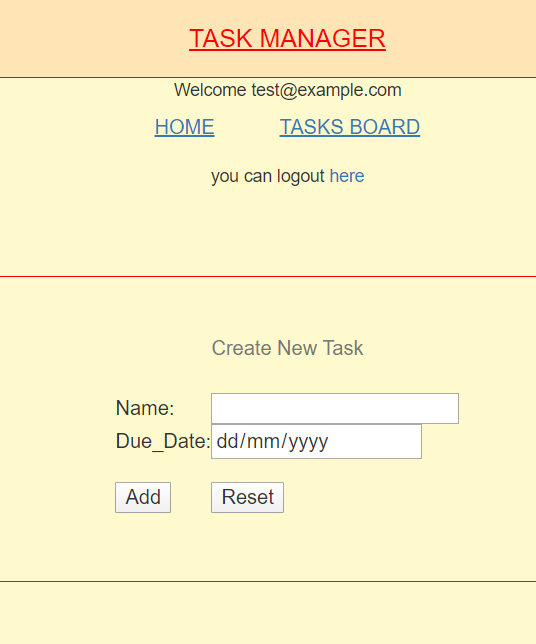 TASK MANAGER
Welcome test@example.com
HOME TASKS BOARD
you can logout here
Create New Task
Name:
Due_Date: dd/mm/yyyy
Add Reset